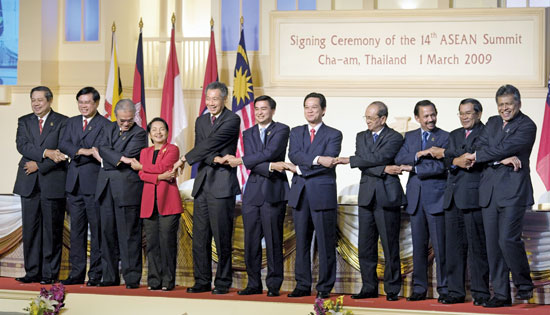 Signing Ceremony of the 14th ASEAN Summit
Cha-am, Thailand 1 March 2009